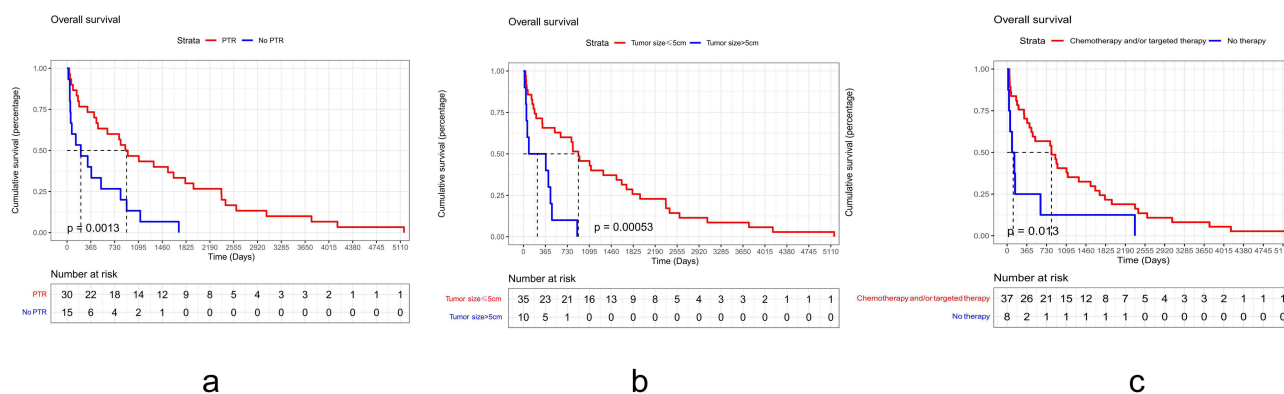 Overall survival
Strata PTR No PTR
Cumulative survival (percentage)
1.00
0.75
0.50
0.25
0.00
p = 0.0013
0 365 730 1095 1460 1825 2190 2555 2920 3285 3650 4015 4380 4745 5110
Time (Days)
Number at risk
PTR 30 22 18 14 12 9 8 5 4 3 3 2 1 1 1
No PTR 15 6 4 2 1 0 0 0 0 0 0 0 0 0 0
a
Overall survival
Strata Tumor size≤5cm Tumor size>5cm
Cumulative survival (percentage)
1.00
0.75
0.50
0.25
0.00
p = 0.00053
0 365 730 1095 1460 1825 2190 2555 2920 3285 3650 4015 4380 4745 5110
Time (Days)
Number at risk
Tumor size≤5cm 35 23 21 16 13 9 8 5 4 3 3 2 1 1 1
Tumor size>5cm 10 5 1 0 0 0 0 0 0 0 0 0 0 0 0
b
Overall survival
Strata Chemotherapy and/or targeted therapy No therapy
Cumulative survival (percentage)
1.00
0.75
0.50
0.25
0.00
p = 0.013
0 365 730 1095 1460 1825 2190 2555 2920 3285 3650 4015 4380 4745 5110
Time (Days)
Number at risk
Chemotherapy and/or targeted therapy 37 26 21 15 12 8 7 5 4 3 3 2 1 1 1
No therapy 8 2 1 1 1 1 1 0 0 0 0 0 0 0 0
c